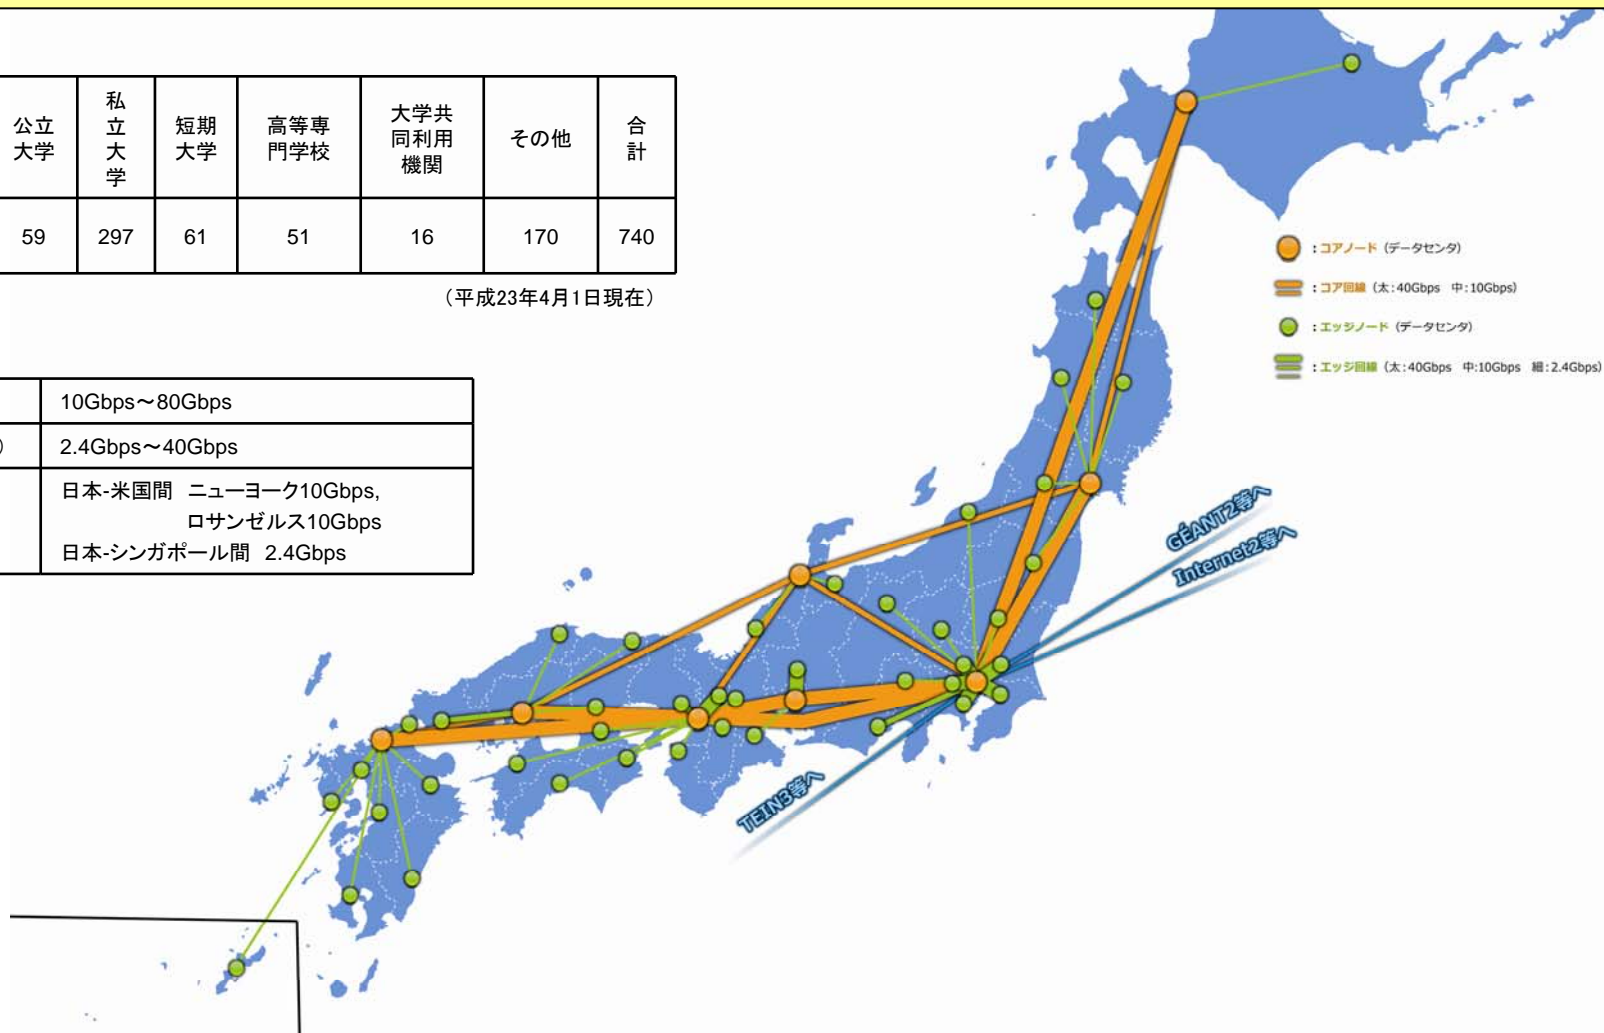 公立
大学
私
立
大
学
短期
大学
高等専
門学校
大学共
同利用
機関
その他
合
計
59
297
61
51
16
170
740
（平成23年4月1日現在）
10Gbps～80Gbps
）
2.4Gbps～40Gbps
日本-米国間 ニューヨーク10Gbps,
ロサンゼルス10Gbps
日本-シンガポール間 2.4Gbps
：コアノード（データセンタ）
：コア回線（太：40Gbps 中：10Gbps）
：エッジノード（データセンタ）
：エッジ回線（太：40Gbps 中:10Gbps 細：2.4Gbps）
GÉANT2等へ
Internet2等へ
TEIN3等へ